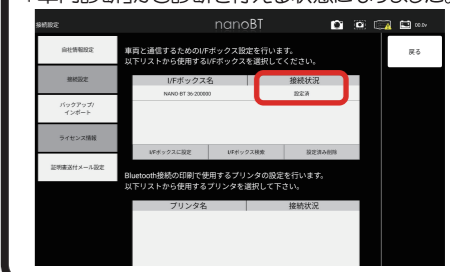 接続設定
nanoBT
00.0v
自社情報設定
接続設定
バックアップ/
インポート
ライセンス情報
証明書送付メール設定
車両と通信するためのI/Fボックス設定を行います。
以下リストから使用するI/Fボックスを選択してください。
I/Fボックス名
接続状況
NANO-BT 36-200800
設定済
I/Fボックスに設定
I/Fボックス検索
設定済み削除
Bluetooth接続の印刷で使用するプリンタの設定を行います。
以下リストから使用するプリンタを選択して下さい。
プリンタ名
接続状況
戻る